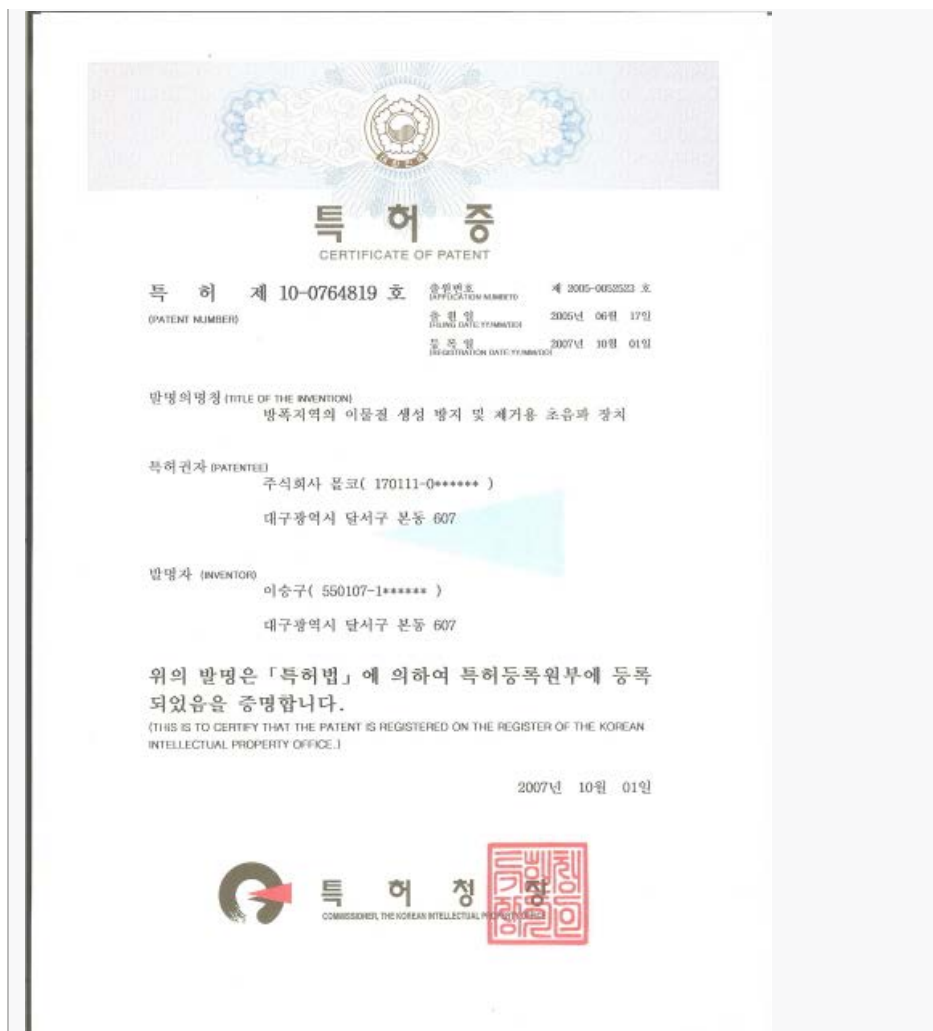 대한민국
특 허 증
CERTIFICATE OF PATENT
특 허 제 10-0764819 호
(PATENT NUMBER)
출원번호 제 2005-0052523 호
(APPLICATION NUMBER)
출 원 일 2005년 06월 17일
(FILING DATE:YY/MM/DD)
등 록 일 2007년 10월 01일
(REGISTRATION DATE:YY/MM/DD)
발명의명칭 (TITLE OF THE INVENTION)
방폭지역의 이물질 생성 방지 및 제거용 초음파 장치
특허권자 (PATENTEE)
주식회사 ( 170111-0****** )
대구광역시 달서구 본동 607
발명자 (INVENTOR)
이승구( 550107-1****** )
대구광역시 달서구 본동 607
위의 발명은 「특허법」에 의하여 특허등록원부에 등록
되었음을 증명합니다.
(THIS IS TO CERTIFY THAT THE PATENT IS REGISTERED ON THE REGISTER OF THE KOREAN
INTELLECTUAL PROPERTY OFFICE.)
2007년 10월 01일
특 허 청 장
COMMISSIONER, THE KOREAN INTELLECTUAL PROPERTY OFFICE